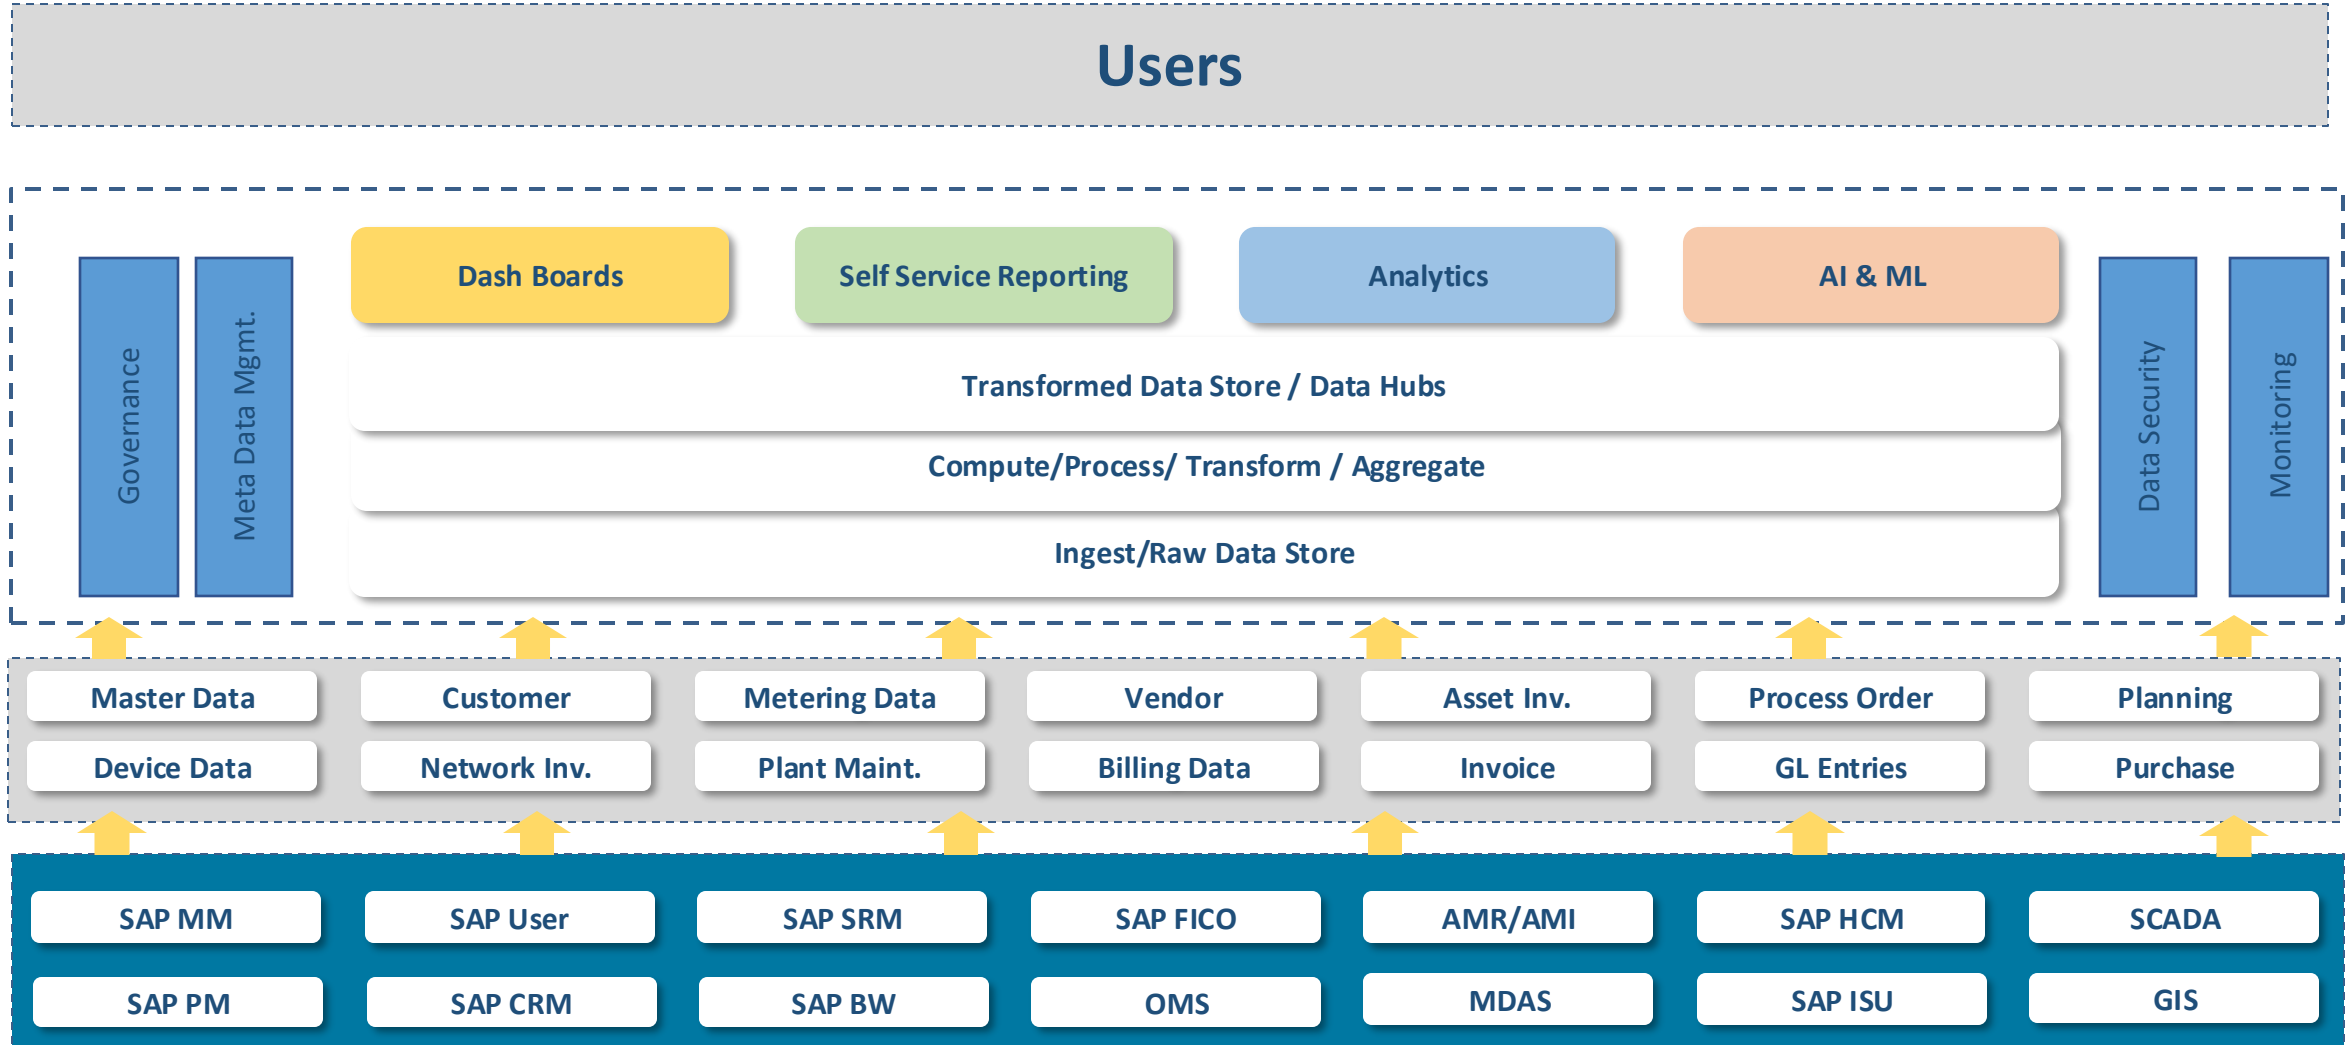 Users
Dash Boards
Self Service Reporting
Analytics
AI & ML
Governance
Meta Data Mgmt.
Transformed Data Store / Data Hubs
Compute/Process/ Transform / Aggregate
Ingest/Raw Data Store
Data Security
Monitoring
Master Data
Customer
Metering Data
Vendor
Asset Inv.
Process Order
Planning
Device Data
Network Inv.
Plant Maint.
Billing Data
Invoice
GL Entries
Purchase
SAP MM
SAP User
SAP SRM
SAP FICO
AMR/AMI
SAP HCM
SCADA
SAP PM
SAP CRM
SAP BW
OMS
MDAS
SAP ISU
GIS